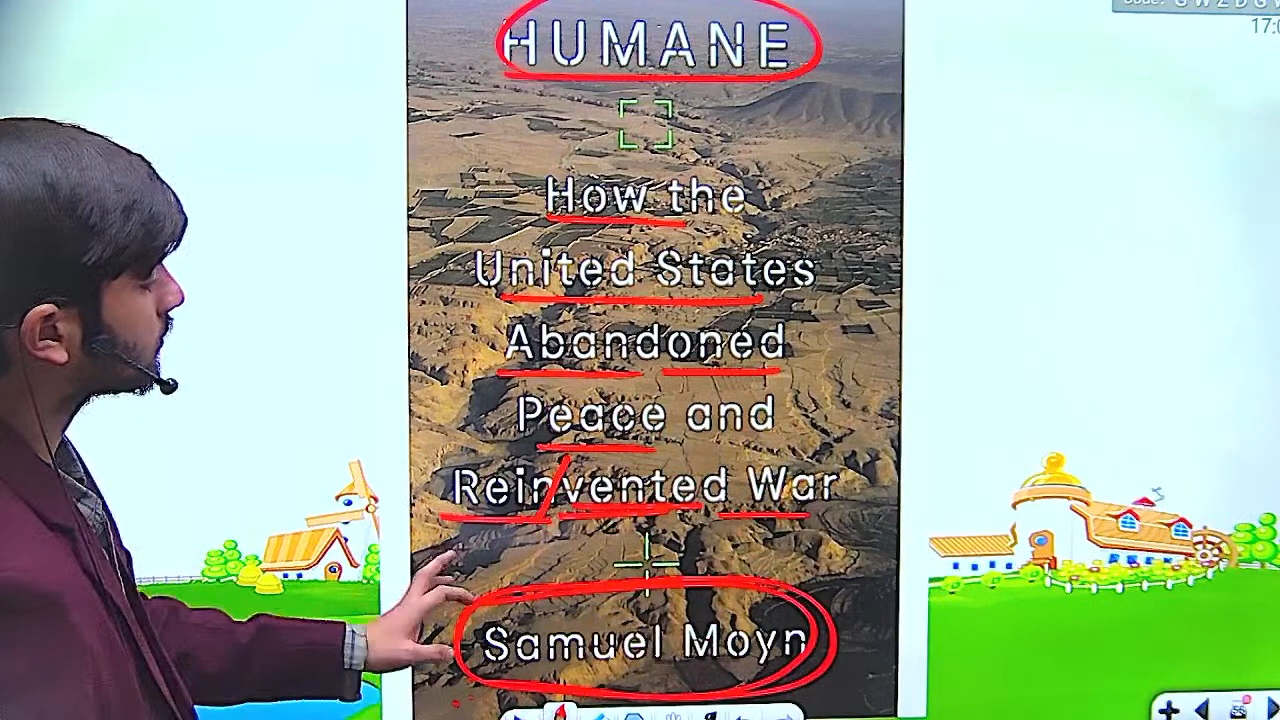 HUMANE
How the
United States
Abandoned
Peace and
Reinvented War
Samuel Moyn